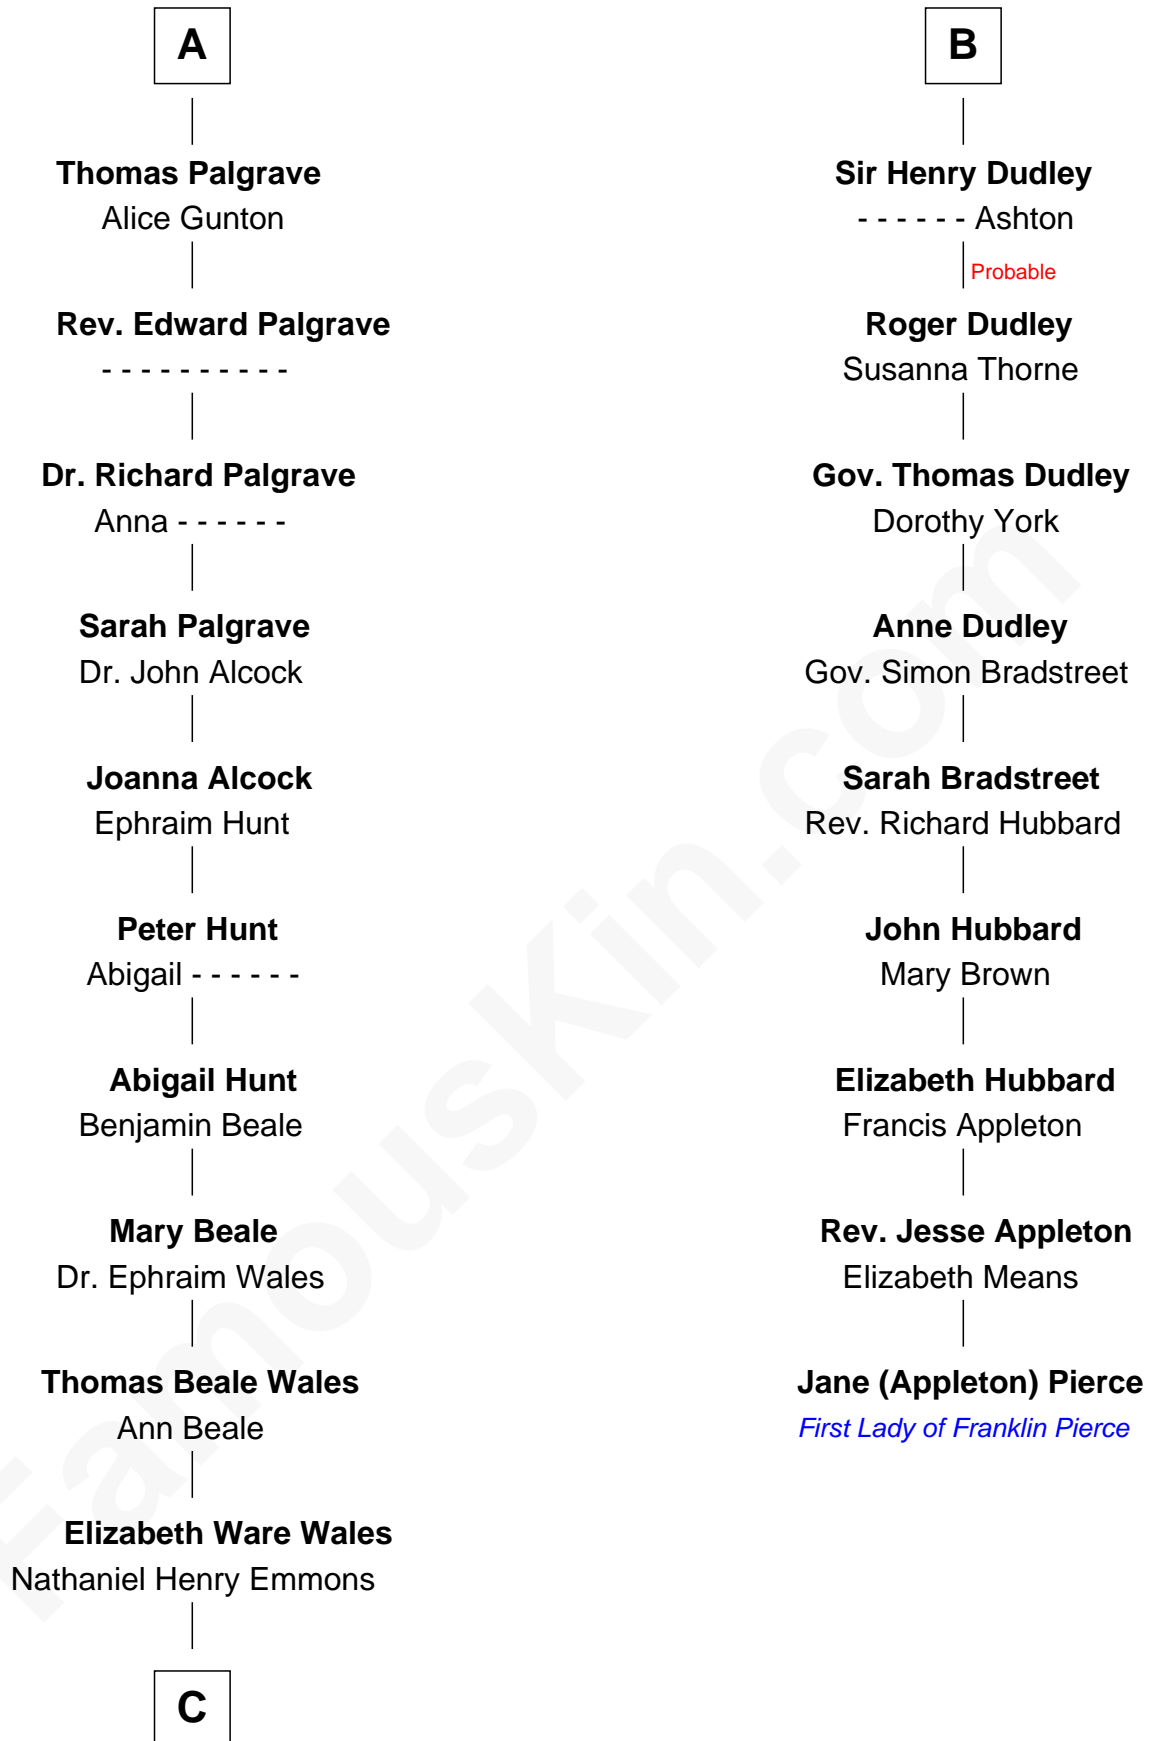 A
Thomas Palgrave
Alice Gunton
Rev. Edward Palgrave
- - - - - - - - - -
Dr. Richard Palgrave
Anna - - - - - -
Sarah Palgrave
Dr. John Alcock
Joanna Alcock
Ephraim Hunt
Peter Hunt
Abigail - - - - - -
Abigail Hunt
Benjamin Beale
Mary Beale
Dr. Ephraim Wales
Thomas Beale Wales
Ann Beale
Elizabeth Ware Wales
Nathaniel Henry Emmons
C
B
Sir Henry Dudley
- - - - - - Ashton
Probable
Roger Dudley
Susanna Thorne
Gov. Thomas Dudley
Dorothy York
Anne Dudley
Gov. Simon Bradstreet
Sarah Bradstreet
Rev. Richard Hubbard
John Hubbard
Mary Brown
Elizabeth Hubbard
Francis Appleton
Rev. Jesse Appleton
Elizabeth Means
Jane (Appleton) Pierce
First Lady of Franklin Pierce
FamousKin.com